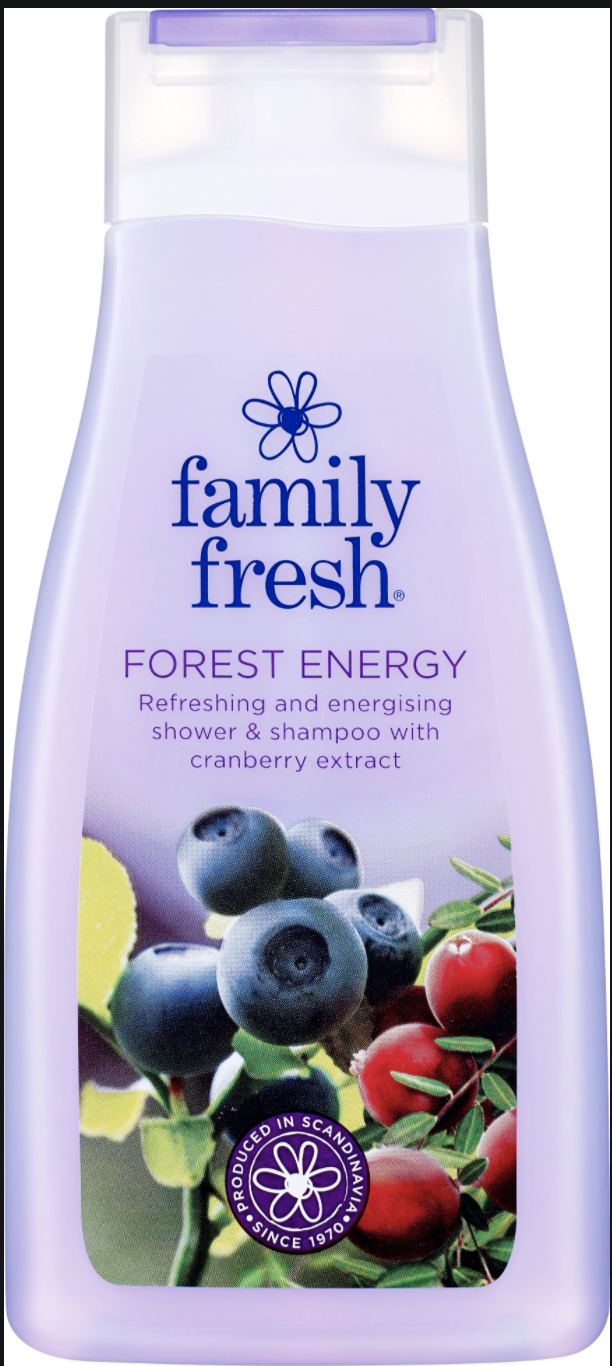 family
fresh®
FOREST ENERGY
Refreshing and energising
shower & shampoo with
cranberry extract
PRODUCED IN SCANDINAVIA
• SINCE 1970 •